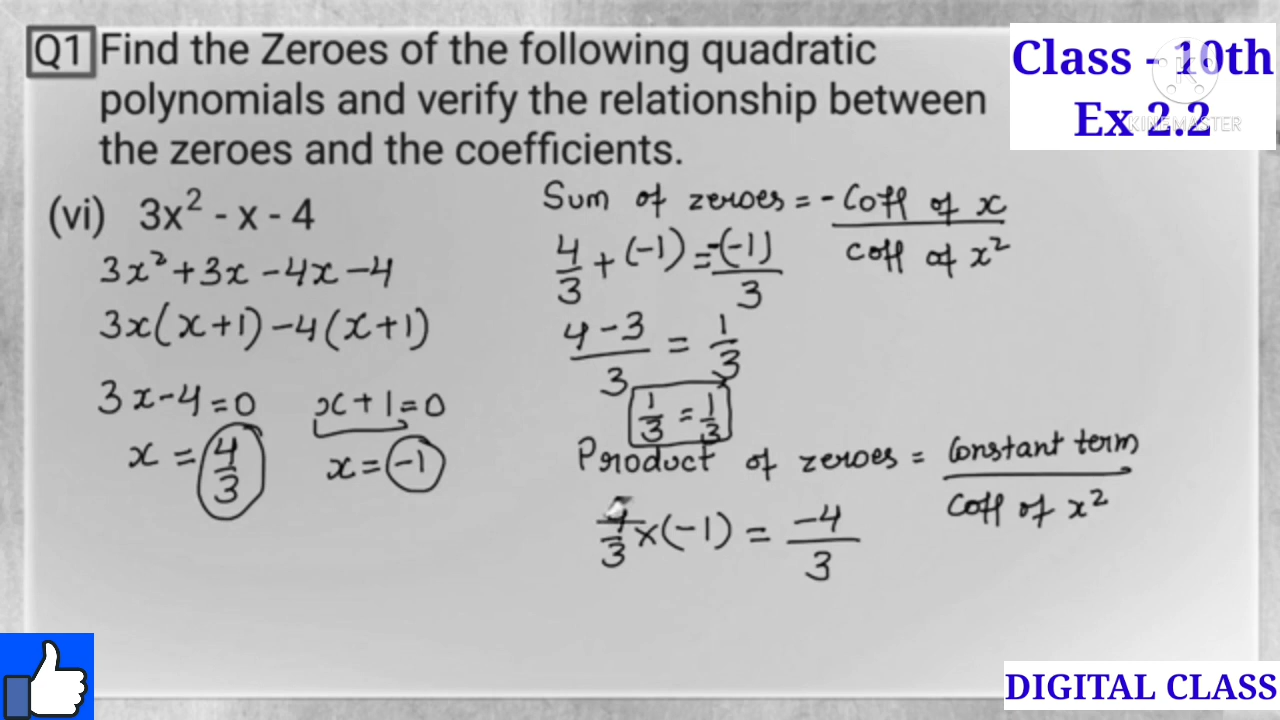 Q1 Find the Zeroes of the following quadratic
polynomials and verify the relationship between
the zeroes and the coefficients.
Class - 10th
Ex 2.2
KINEMASTER
(vi) 3x² - x - 4
3x² + 3x - 4x - 4
3x(x+1) - 4(x+1)
3x - 4 = 0 x + 1 = 0
x = 4/3 x = -1
Sum of zeroes = - Coff of x / Coff of x²
4/3 + (-1) = -(-1)/3
4 - 3 / 3 = 1/3
1/3 = 1/3
Product of zeroes = Constant term / Coff of x²
4/3 x (-1) = -4/3
DIGITAL CLASS